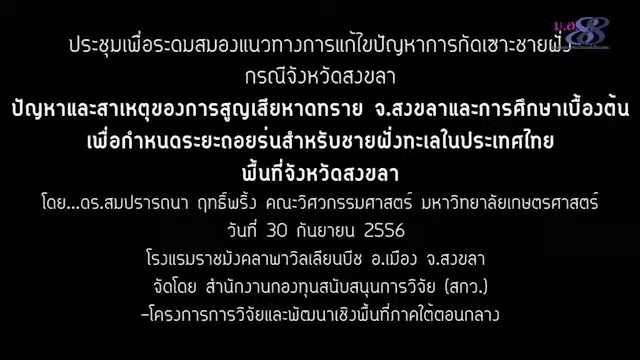 ประชุมเพื่อระดมสมองแนวทางการแก้ไขปัญหาการกัดเซาะชายฝั่ง
กรณีจังหวัดสงขลา
ปัญหาและสาเหตุของการสูญเสียหาดทราย จ.สงขลาและการศึกษาเบื้องต้น
เพื่อกำหนดระยะถอยร่นสำหรับชายฝั่งทะเลในประเทศไทย
พื้นที่จังหวัดสงขลา
โดย...ดร.สมปรารถนา ฤทธิ์พริ้ง คณะวิศวกรรมศาสตร์ มหาวิทยาลัยเกษตรศาสตร์
วันที่ 30 กันยายน 2556
โรงแรมราชมังคลาพาวิลเลียนบีช อ.เมือง จ.สงขลา
จัดโดย สำนักงานกองทุนสนับสนุนการวิจัย (สกว.)
-โครงการการวิจัยและพัฒนาเชิงพื้นที่ภาคใต้ตอนกลาง